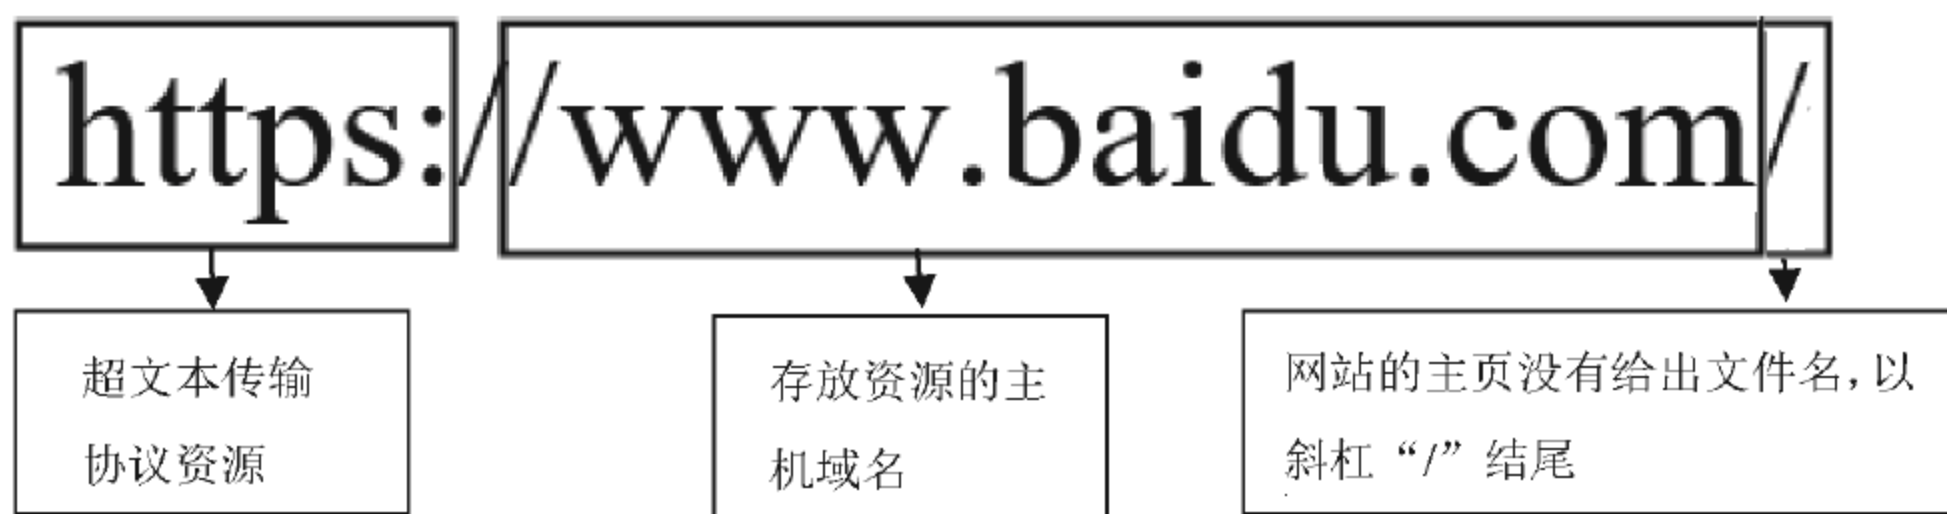 https://www.baidu.com/
超文本传输
协议资源
存放资源的主
机域名
网站的主页没有给出文件名，以
斜杠“/”结尾